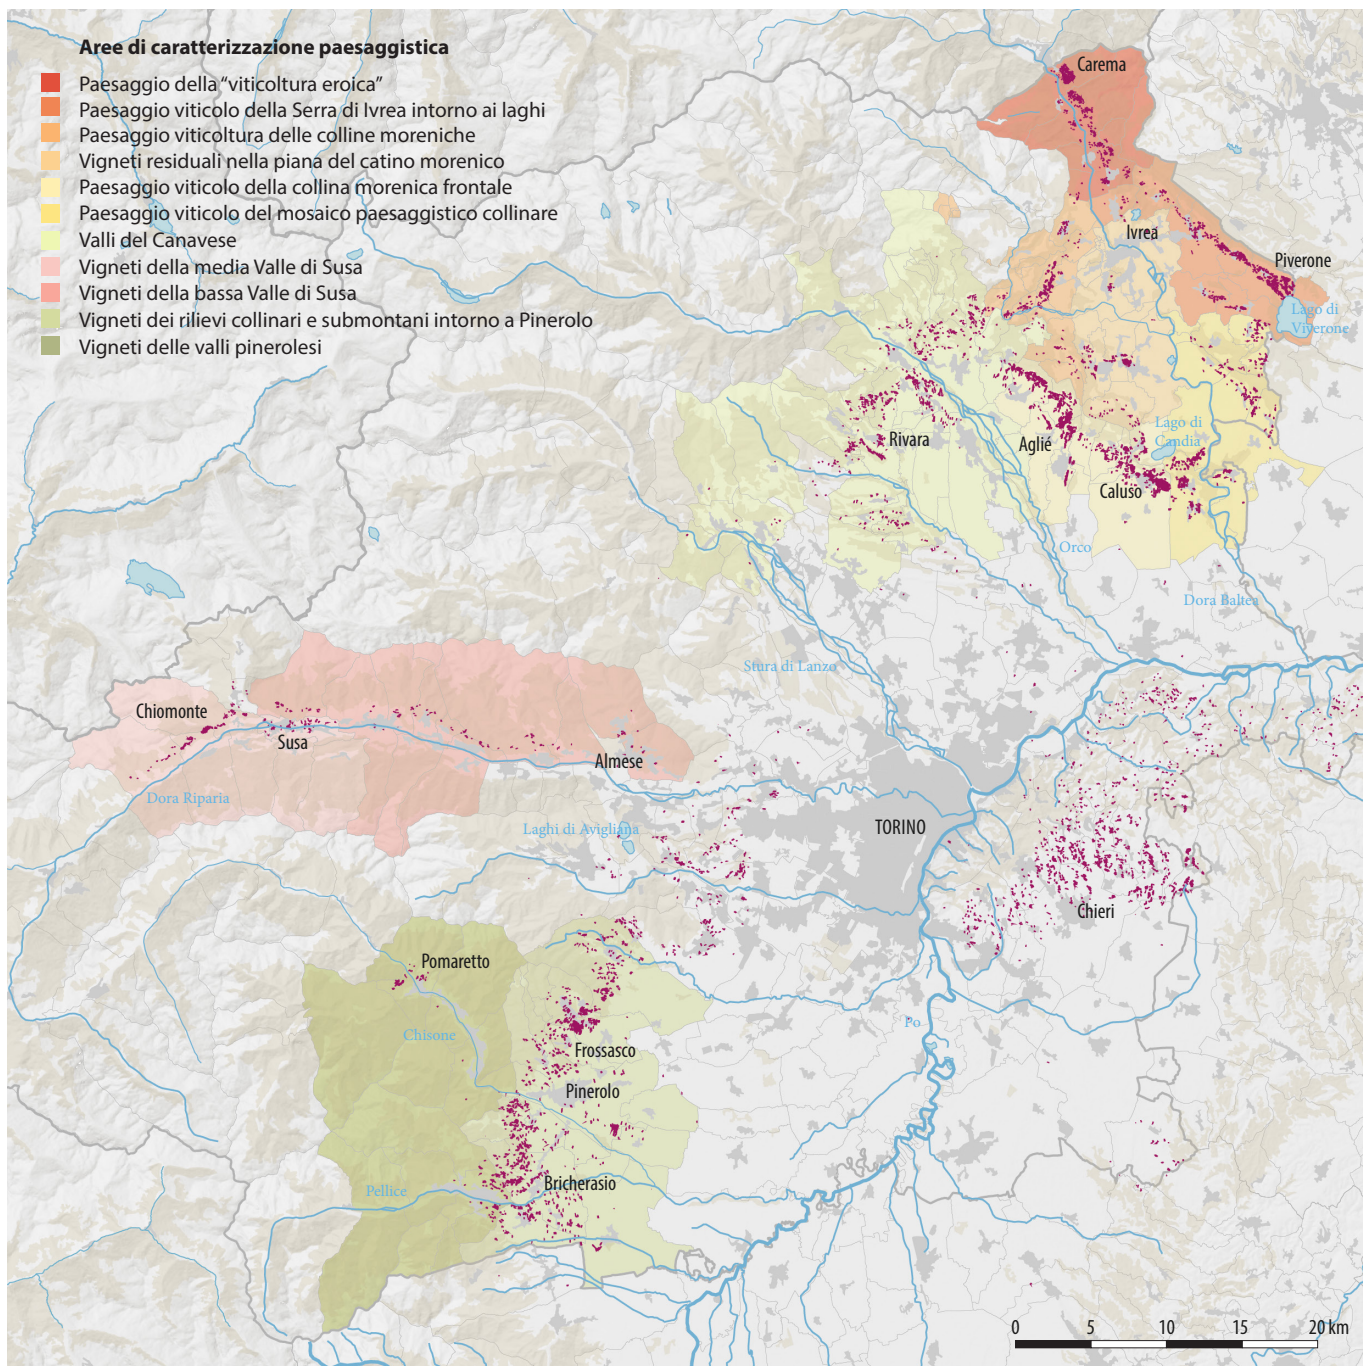 Aree di caratterizzazione paesaggistica
Paesaggio della “viticoltura eroica”
Paesaggio viticolo della Serra di Ivrea intorno ai laghi
Paesaggio viticoltura delle colline moreniche
Vigneti residuali nella piana del catino morenico
Paesaggio viticolo della collina morenica frontale
Paesaggio viticolo del mosaico paesaggistico collinare
Valli del Canavese
Vigneti della media Valle di Susa
Vigneti della bassa Valle di Susa
Vigneti dei rilievi collinari e submontani intorno a Pinerolo
Vigneti delle valli pinerolesi
Carema
Ivrea
Piverone
Lago di
Viverone
Rivara
Aglié
Lago di
Candia
Caluso
Orco
Dora Baltea
Stura di Lanzo
Chiomonte
Susa
Almese
Dora Riparia
Laghi di Avigliana
TORINO
Chieri
Pomaretto
Chisone
Po
Frossasco
Pinerolo
Bricherasio
Pellice
0 5 10 15 20 km